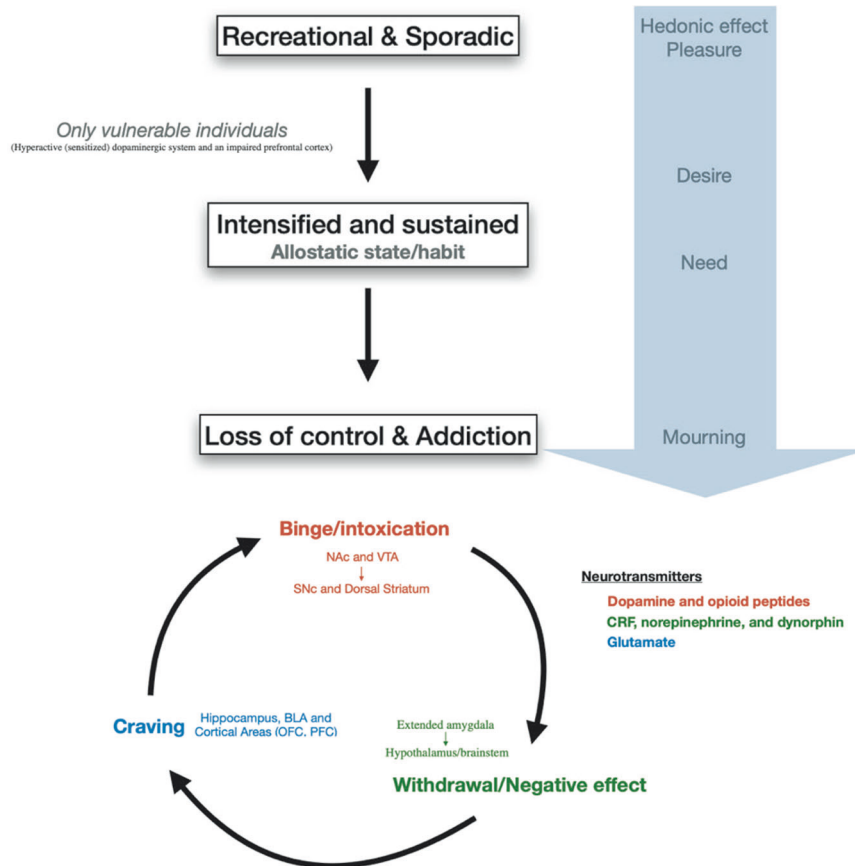 Recreational & Sporadic
Hedonic effect
Pleasure
Only vulnerable individuals
(Hyperactive (sensitized) dopaminergic system and an impaired prefrontal cortex)
Desire
Intensified and sustained
Allostatic state/habit
Need
Loss of control & Addiction
Mourning
Binge/intoxication
NAc and VTA
SNc and Dorsal Striatum
Neurotransmitters
Dopamine and opioid peptides
CRF, norepinephrine, and dynorphin
Glutamate
Craving
Hippocampus, BLA and
Cortical Areas (OFC, PFC)
Extended amygdala
Hypothalamus/brainstem
Withdrawal/Negative effect